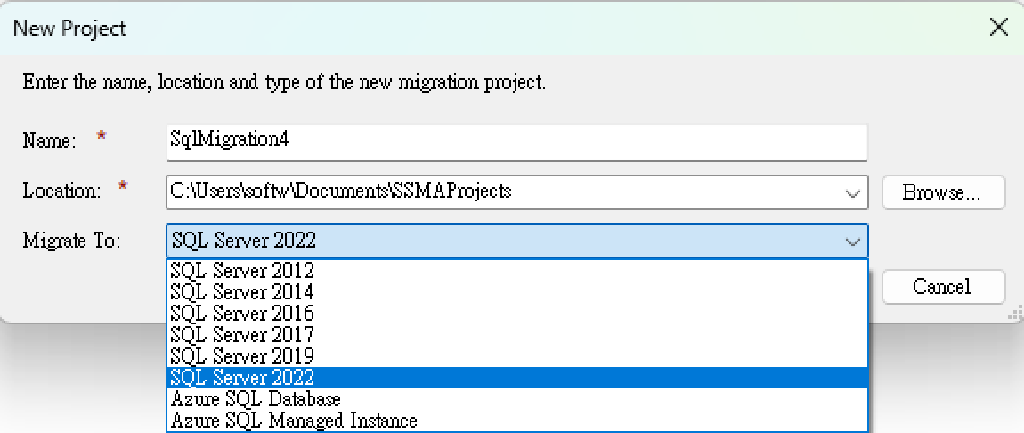 New Project
Enter the name, location and type of the new migration project.
Name: * SqlMigration4
Location: * C:\Users\softw\Documents\SSMAProjects Browse...
Migrate To: SQL Server 2022
SQL Server 2012
SQL Server 2014
SQL Server 2016
SQL Server 2017
SQL Server 2019
SQL Server 2022
Azure SQL Database
Azure SQL Managed Instance
Cancel